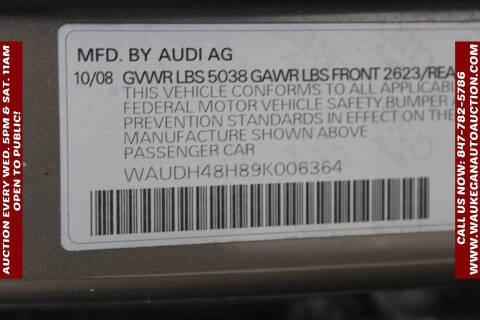 MFD. BY AUDI AG
10/08 GVWR LBS 5038 GAWR LBS FRONT 2623/REA
THIS VEHICLE CONFORMS TO ALL APPLICABL
FEDERAL MOTOR VEHICLE SAFETY, BUMPER A
PREVENTION STANDARDS IN EFFECT ON THE
MANUFACTURE SHOWN ABOVE
PASSENGER CAR
WAUDH48H89K006364
AUCTION EVERY WED. 5PM & SAT. 11AM
OPEN TO PUBLIC!
CALL US NOW: 847-782-5786
WWW.WAUKEGANAUTOAUCTION.COM